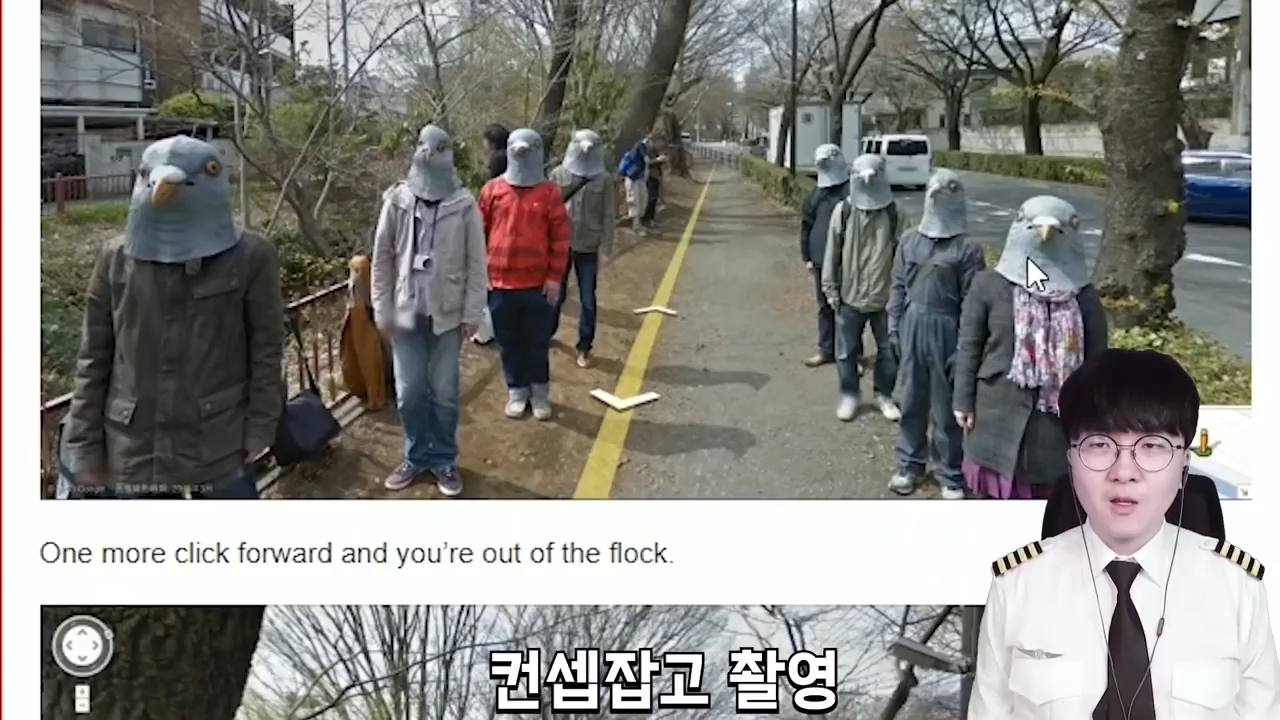 One more click forward and you're out of the flock.
컨셉잡고 촬영